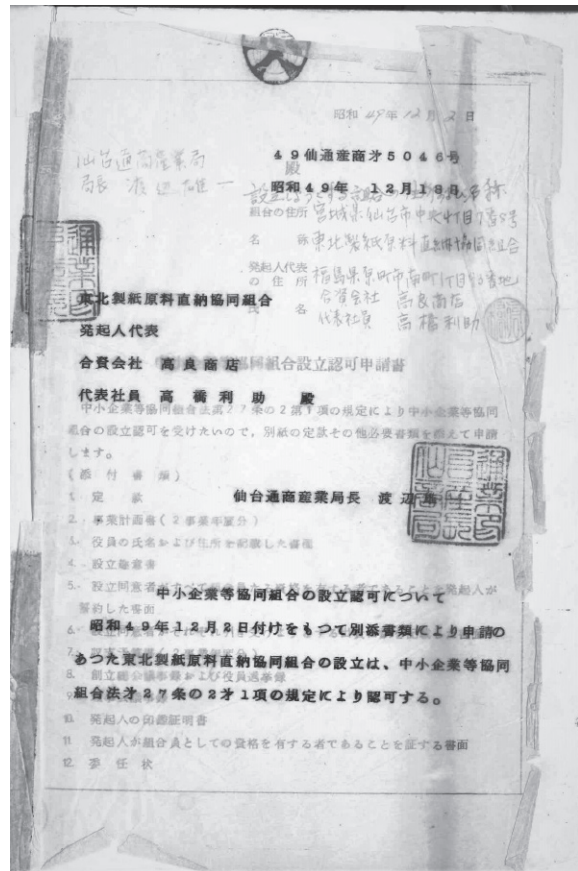 昭和49年12月2日
仙台通商産業局
局長 渡辺 雄一
殿
49仙通産商才5046号
昭和49年 12月18日
組合の住所 宮城県仙台市中央4丁目7番5号
名 称 東北製紙原料直納協同組合
発起人代表
の住所 福島県原町市南町1丁目
氏 名 合資会社 高良商店
代表社員 高橋利助
東北製紙原料直納協同組合
発起人代表
合資会社 高良商店
代表社員 高橋利助 殿
協同組合設立認可申請書
中小企業等協同組合法第27条の2第1項の規定により中小企業等協同
組合の設立認可を受けたいので,別紙の定款その他必要書類を添えて申請
します。
(添付書類)
1. 定 款
仙台通商産業局長 渡辺
2. 事業計画書(2事業年度分)
3. 役員の氏名および住所を記載した書面
4. 設立趣意書
5. 設立同意者がすべて
発起人が
誓約した書面
中小企業等協同組合の設立認可について
昭和49年12月2日付けをもつて別添書類により申請の
あつた東北製紙原料直納協同組合の設立は、中小企業等協同
組合法才27条の2才1項の規定により認可する。
8. 創立総会議事録および役員選挙録
10. 発起人の印鑑証明書
11. 発起人が組合員としての資格を有する者であることを証する書面
12. 委任状